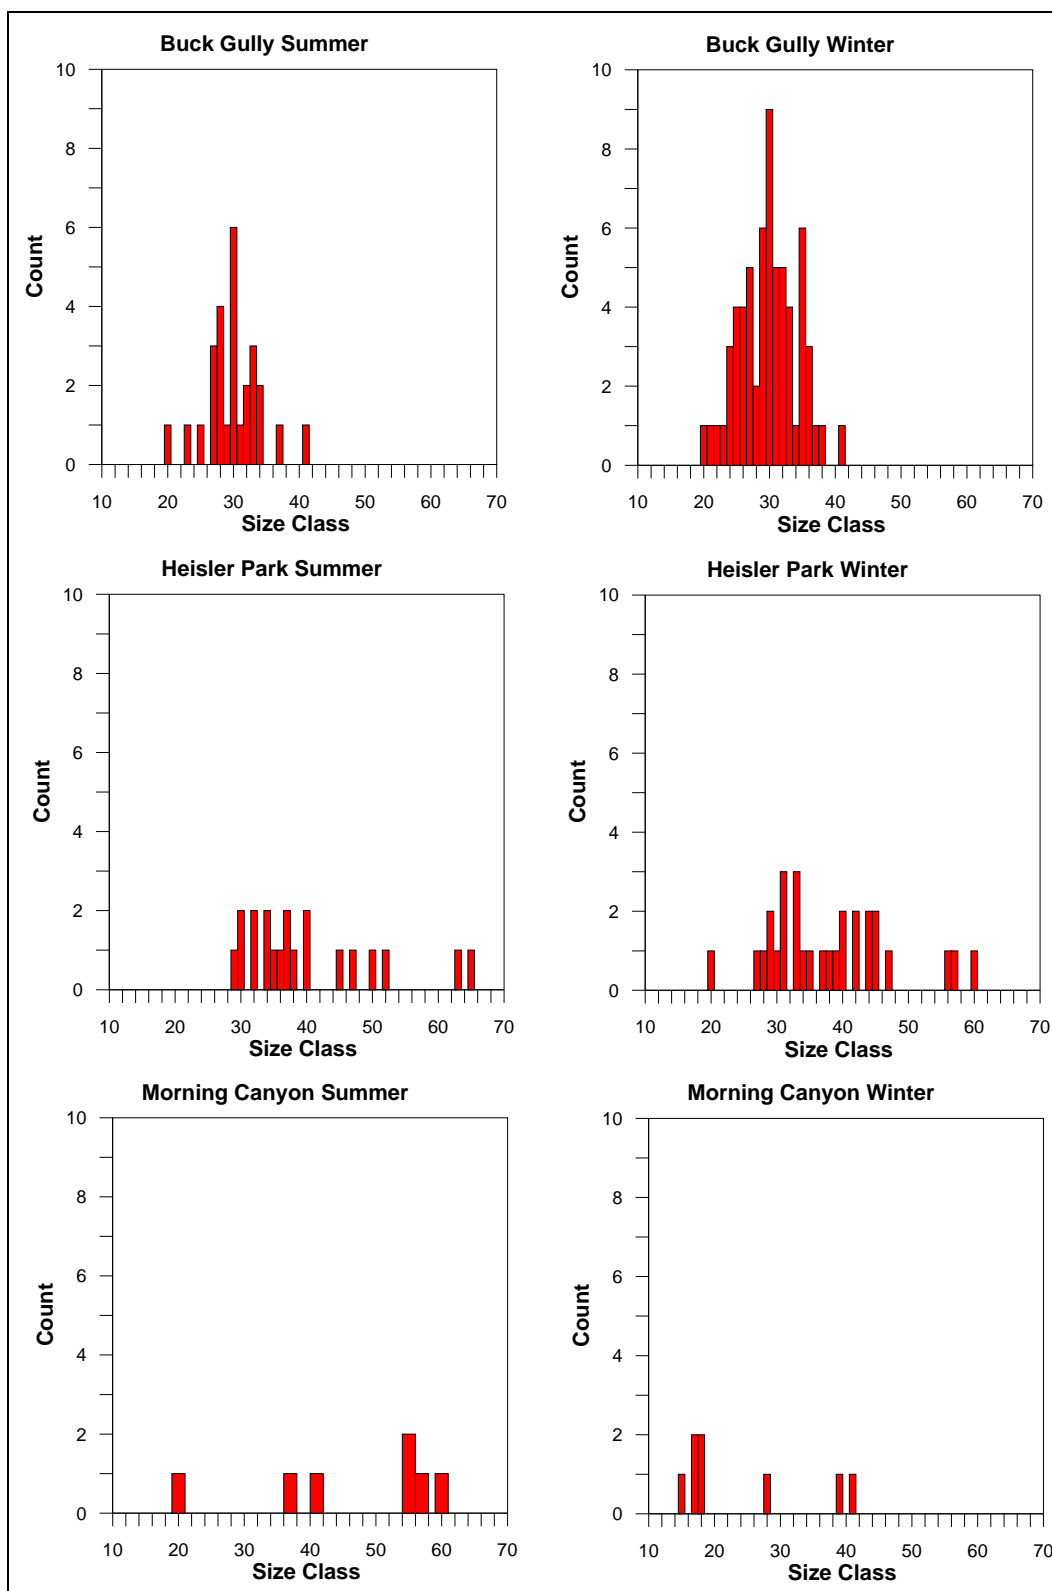 Buck Gully Summer
10
8
6
4
2
0
Count
10 20 30 40 50 60 70
Size Class
Buck Gully Winter
10
8
6
4
2
0
Count
10 20 30 40 50 60 70
Size Class
Heisler Park Summer
10
8
6
4
2
0
Count
10 20 30 40 50 60 70
Size Class
Heisler Park Winter
10
8
6
4
2
0
Count
10 20 30 40 50 60 70
Size Class
Morning Canyon Summer
10
8
6
4
2
0
Count
10 20 30 40 50 60 70
Size Class
Morning Canyon Winter
10
8
6
4
2
0
Count
10 20 30 40 50 60 70
Size Class